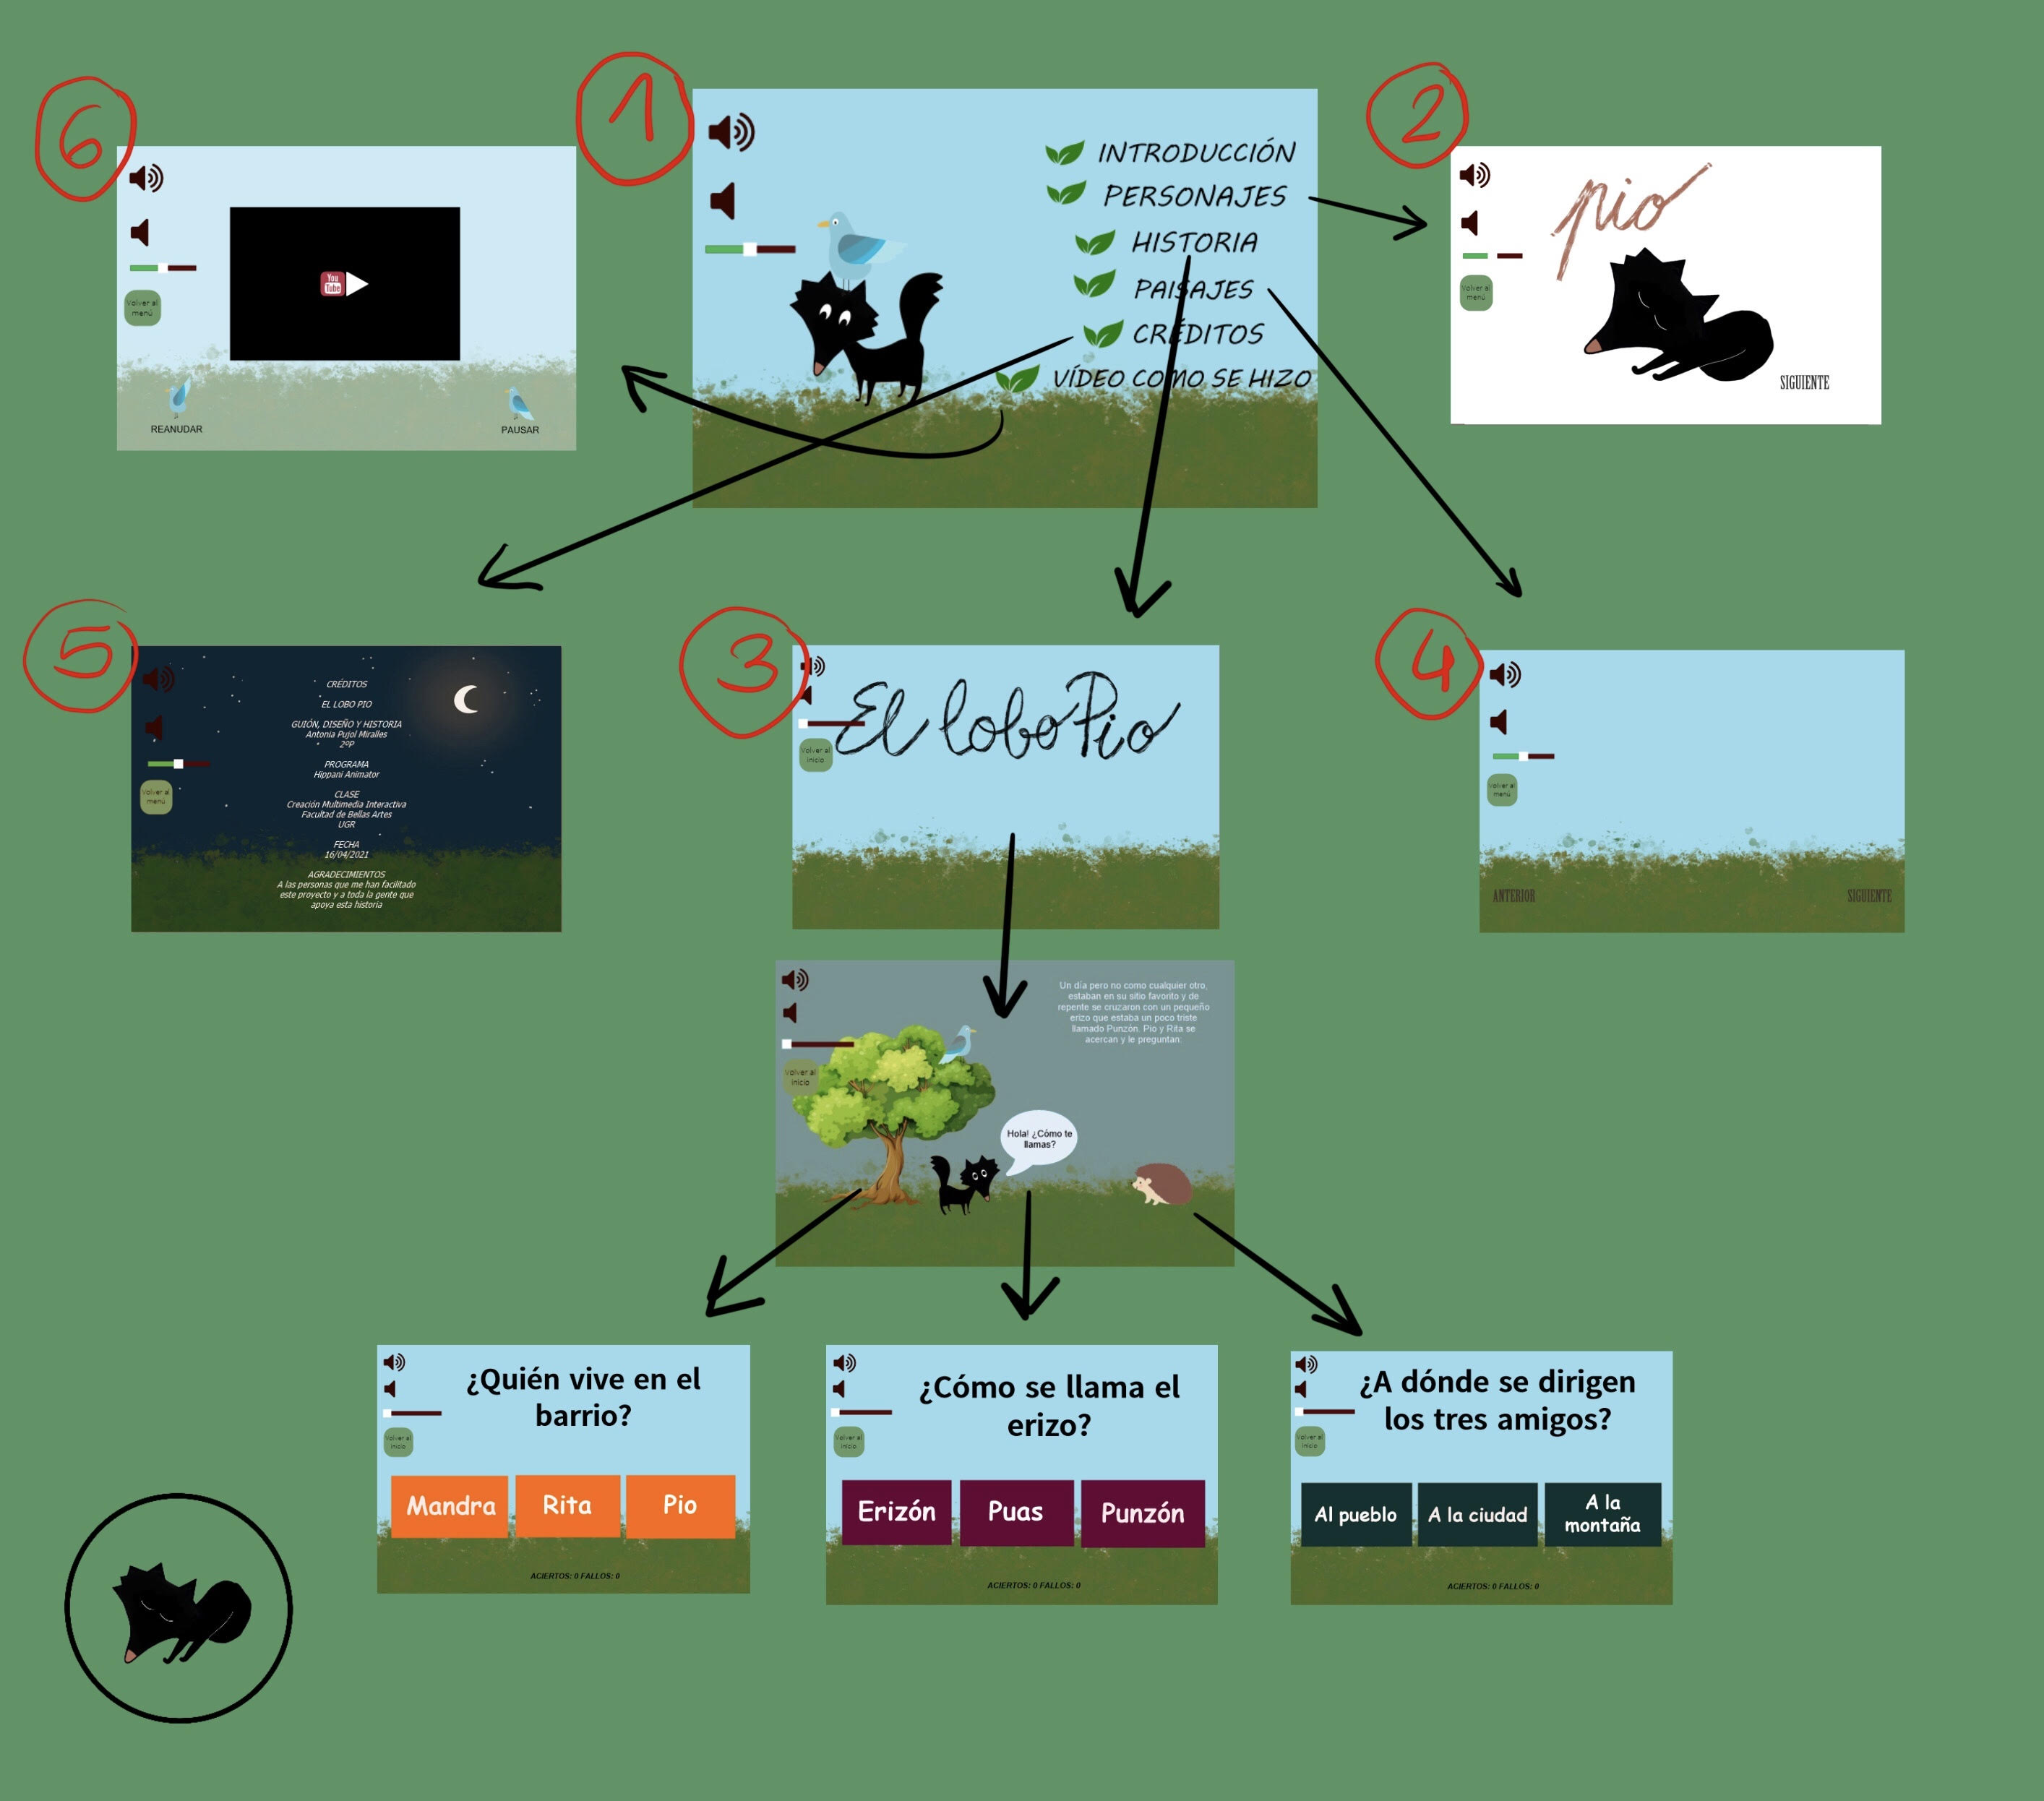 6
1
2
INTRODUCCIÓN
PERSONAJES
HISTORIA
PAISAJES
CRÉDITOS
VÍDEO COMO SE HIZO
You
Tube
Volver al
menú
REANUDAR
PAUSAR
pio
Volver al
menú
SIGUIENTE
5
3
4
CRÉDITOS
EL LOBO PIO
GUIÓN, DISEÑO Y HISTORIA
Antonia Pujol Miralles
2ºP
PROGRAMA
Hippani Animator
CLASE
Creación Multimedia Interactiva
Facultad de Bellas Artes
UGR
FECHA
16/04/2021
AGRADECIMIENTOS
A las personas que me han facilitado
este proyecto y a toda la gente que
apoya esta historia
Volver al
menú
El lobo Pio
Volver al
inicio
Volver al
menú
ANTERIOR
SIGUIENTE
Un día pero no como cualquier otro,
estaban en su sitio favorito y de
repente se cruzaron con un pequeño
erizo que estaba un poco triste
llamado Punzón. Pio y Rita se
acercan y le preguntan:
Volver al
inicio
Hola! ¿Cómo te
llamas?
¿Quién vive en el
barrio?
Volver al
inicio
Mandra
Rita
Pio
ACIERTOS: 0 FALLOS: 0
¿Cómo se llama el
erizo?
Volver al
inicio
Erizón
Puas
Punzón
ACIERTOS: 0 FALLOS: 0
¿A dónde se dirigen
los tres amigos?
Volver al
inicio
Al pueblo
A la ciudad
A la
montaña
ACIERTOS: 0 FALLOS: 0